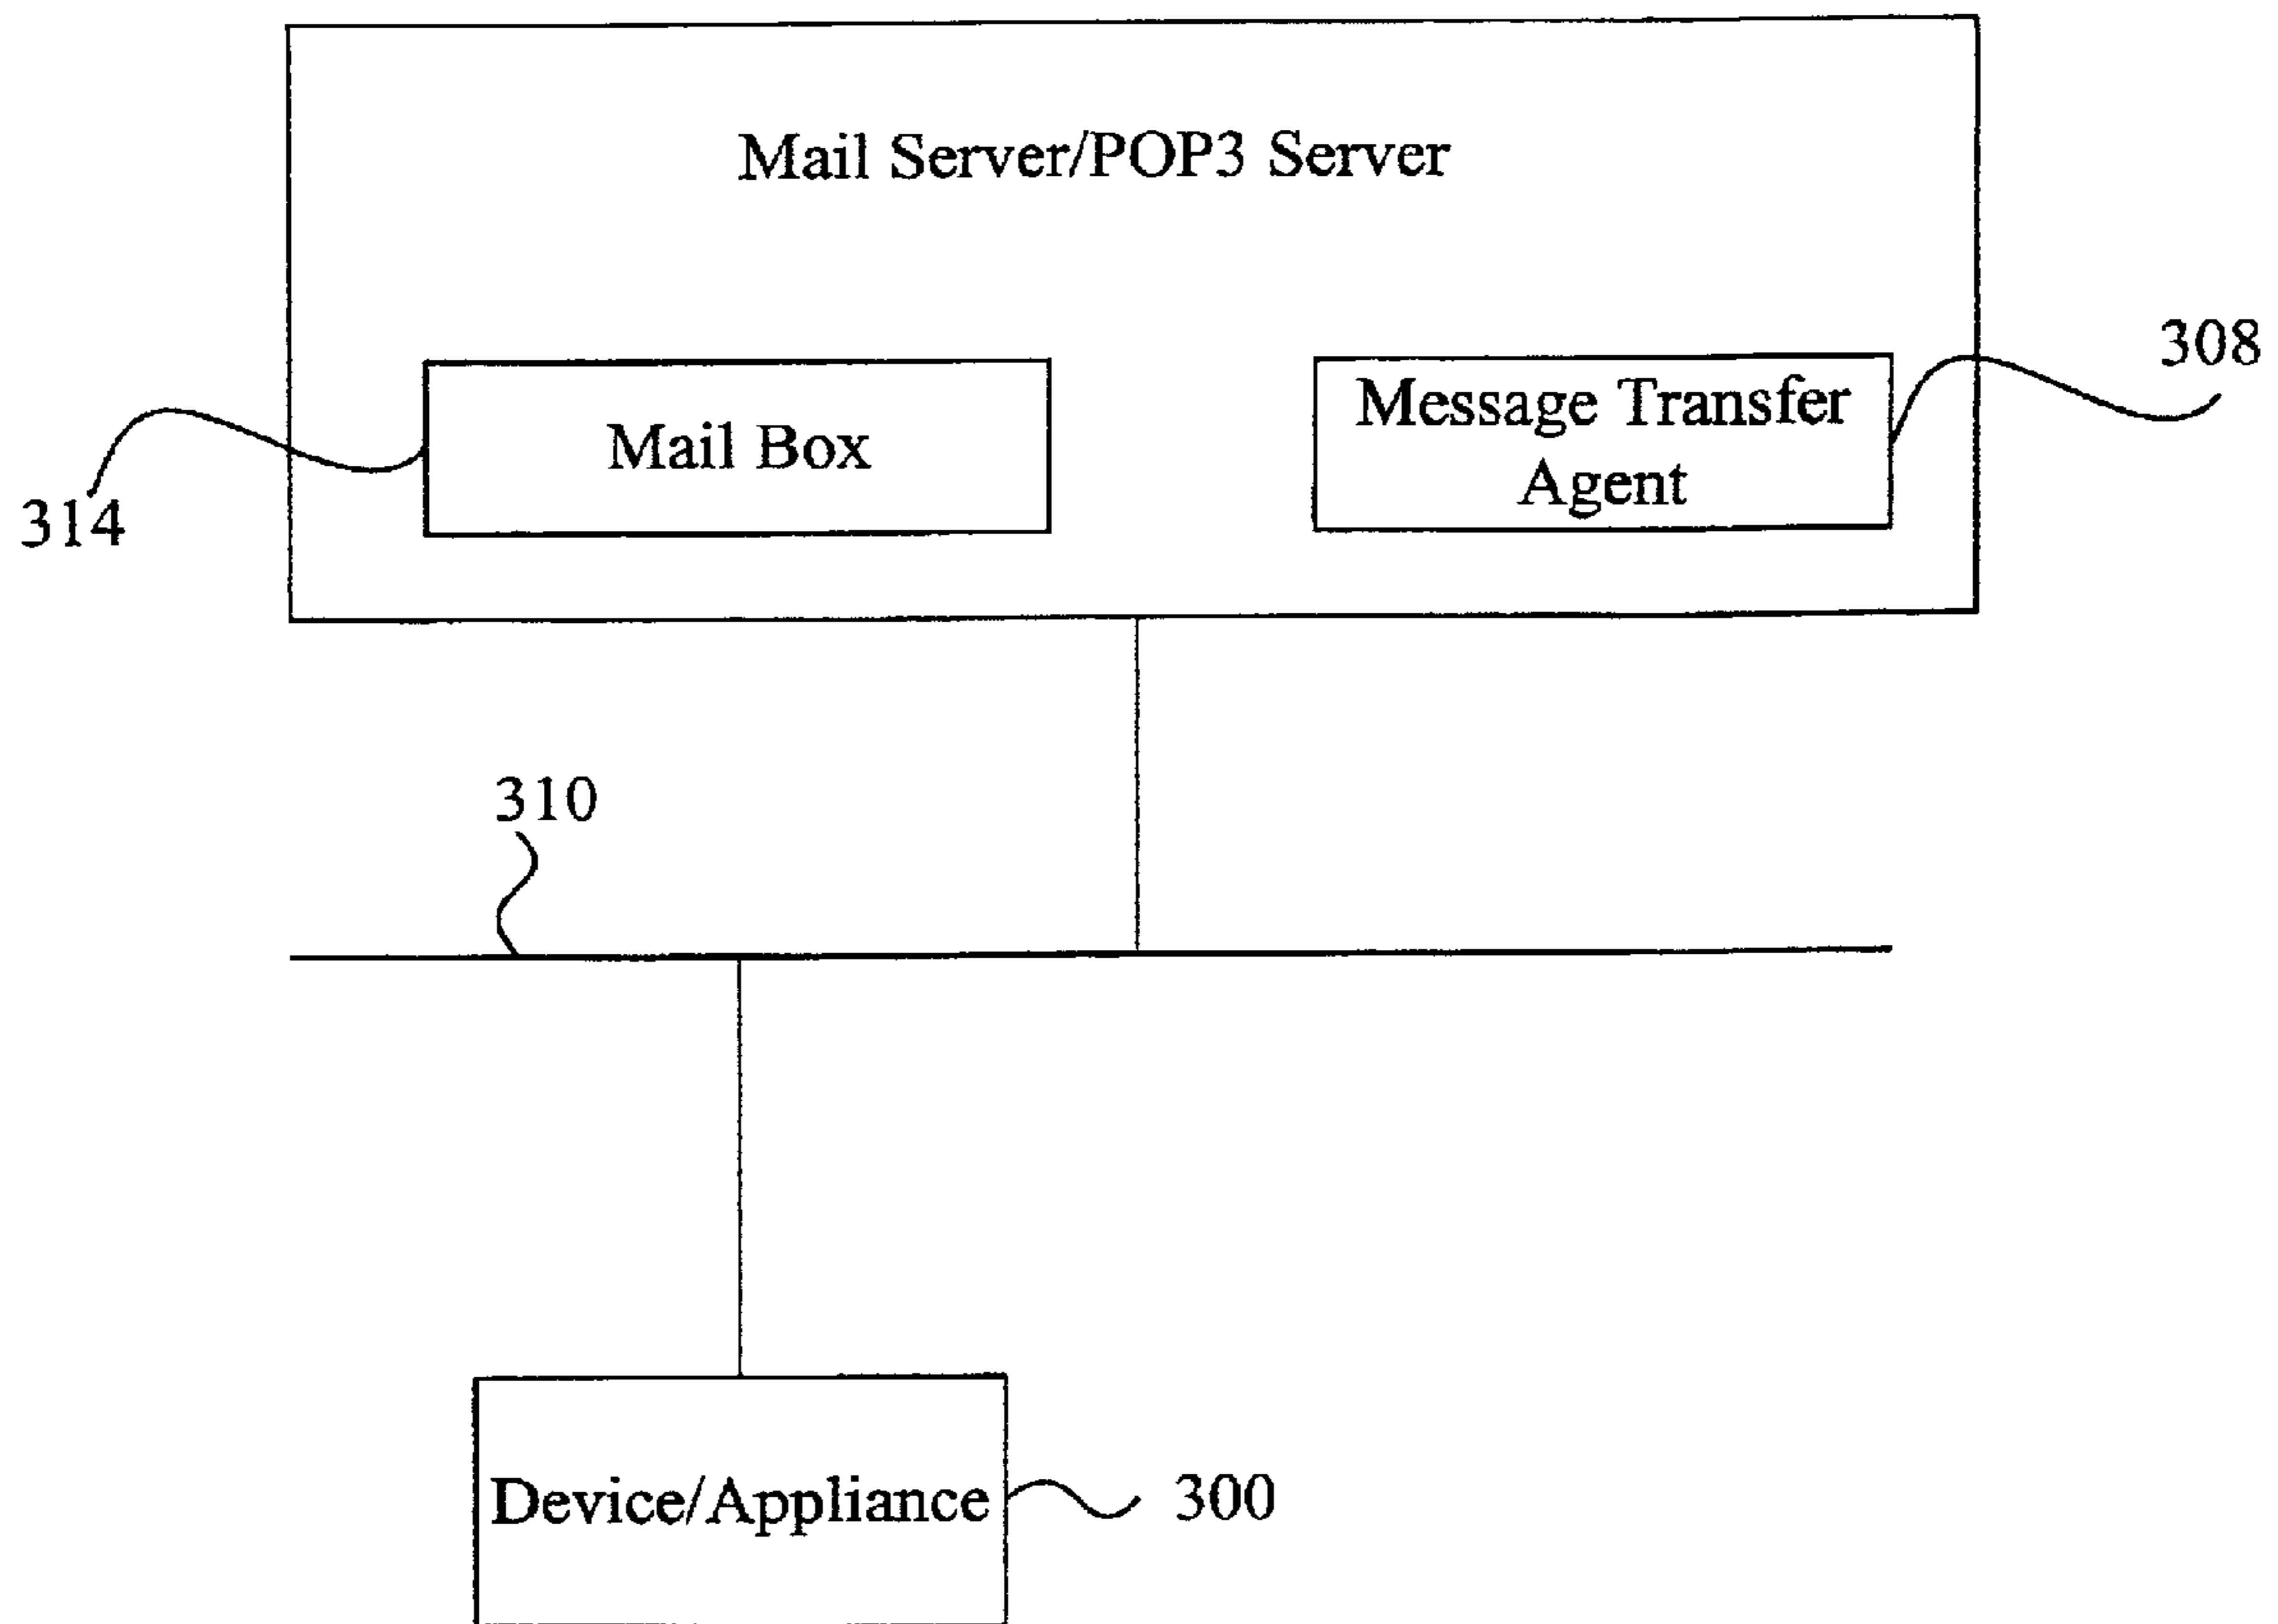 Mail Server/POP3 Server
308
Mail Box
Message Transfer
Agent
314
310
Device/Appliance
300